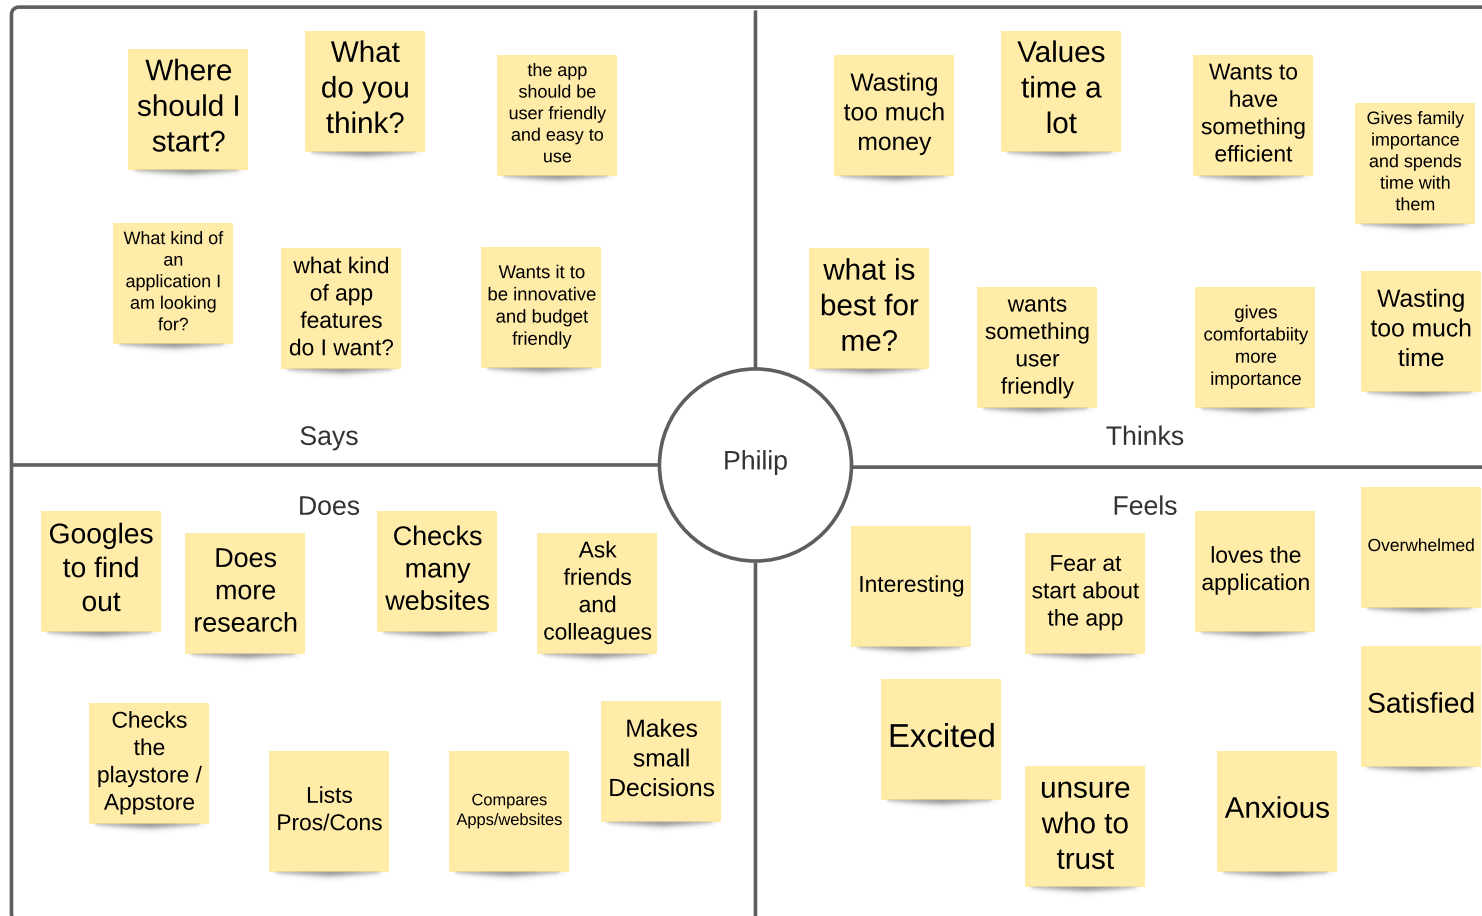 Where
should I
start?
What
do you
think?
the app
should be
user friendly
and easy to
use
What kind of
an
application I
am looking
for?
what kind
of app
features
do I want?
Wants it to
be innovative
and budget
friendly
Says
Wasting
too much
money
Values
time a
lot
Wants to
have
something
efficient
Gives family
importance
and spends
time with
them
what is
best for
me?
wants
something
user
friendly
gives
comfortabiity
more
importance
Wasting
too much
time
Thinks
Philip
Does
Googles
to find
out
Does
more
research
Checks
many
websites
Ask
friends
and
colleagues
Checks
the
playstore /
Appstore
Lists
Pros/Cons
Compares
Apps/websites
Makes
small
Decisions
Feels
Interesting
Fear at
start about
the app
loves the
application
Overwhelmed
Excited
unsure
who to
trust
Anxious
Satisfied